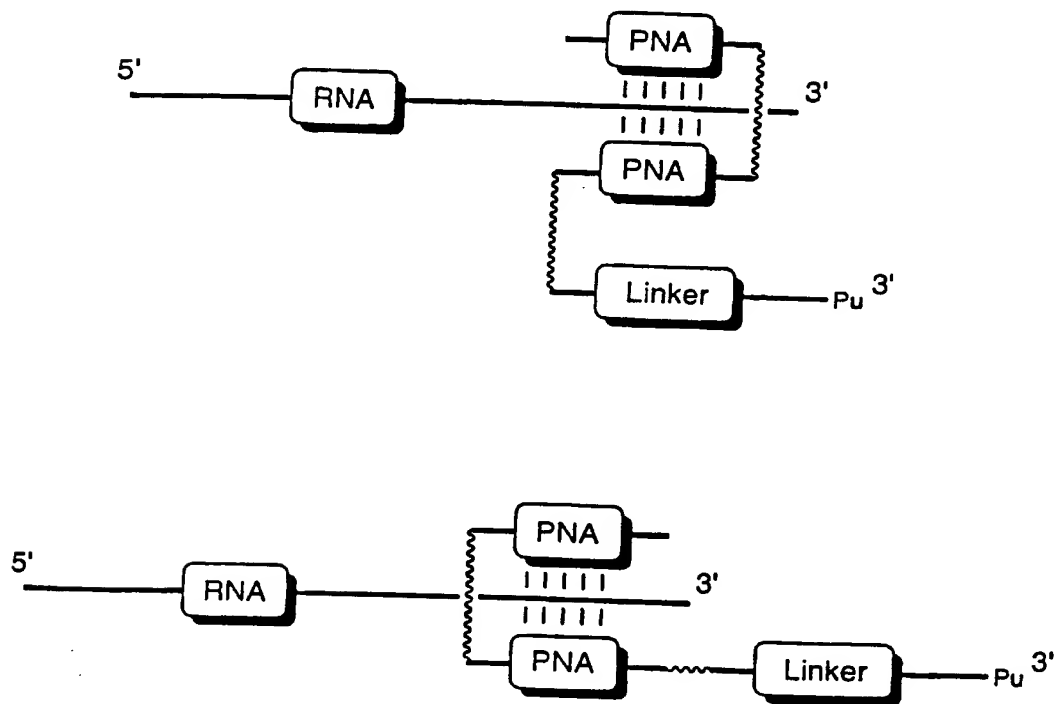 PNA
5'
RNA
3'
PNA
Linker
Pu 3'
PNA
5'
RNA
3'
PNA
Linker
Pu 3'